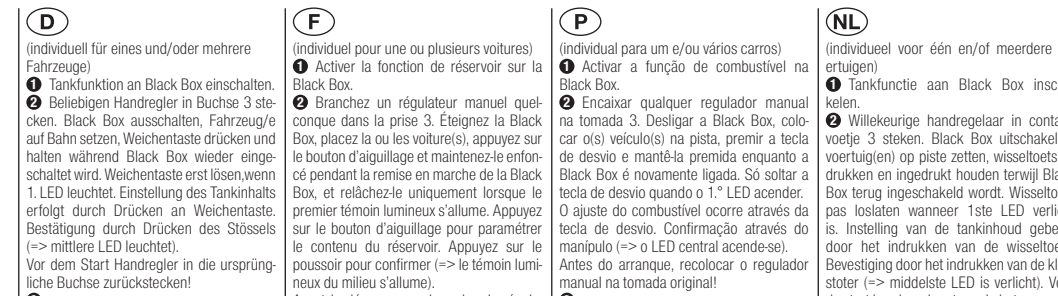 D
(individuell für eines und/oder mehrere
Fahrzeuge)
❶ Tankfunktion an Black Box einschalten.
❷ Beliebigen Handregler in Buchse 3 ste-
cken. Black Box ausschalten, Fahrzeug/e
auf Bahn setzen, Weichentaste drücken und
halten während Black Box wieder einge-
schaltet wird. Weichentaste erst lösen,wenn
1. LED leuchtet. Einstellung des Tankinhalts
erfolgt durch Drücken an Weichentaste.
Bestätigung durch Drücken des Stössels
(=> mittlere LED leuchtet).
Vor dem Start Handregler in die ursprüng-
liche Buchse zurückstecken!
F
(individuel pour une ou plusieurs voitures)
❶ Activer la fonction de réservoir sur la
Black Box.
❷ Branchez un régulateur manuel quel-
conque dans la prise 3. Éteignez la Black
Box, placez la ou les voiture(s), appuyez sur
le bouton d'aiguillage et maintenez-le enfon-
cé pendant la remise en marche de la Black
Box, et relâchez-le uniquement lorsque le
premier témoin lumineux s'allume. Appuyez
sur le bouton d'aiguillage pour paramétrer
le contenu du réservoir. Appuyez sur le
poussoir pour confirmer (=> le témoin lumi-
neux du milieu s'allume).
P
(individual para um e/ou vários carros)
❶ Activar a função de combustível na
Black Box.
❷ Encaixar qualquer regulador manual
na tomada 3. Desligar a Black Box, colo-
car o(s) veículo(s) na pista, premir a tecla
de desvio e mantê-la premida enquanto a
Black Box é novamente ligada. Só soltar a
tecla de desvio quando o 1.° LED acender.
O ajuste do combustível ocorre através da
tecla de desvio. Confirmação através do
manípulo (=> o LED central acende-se).
Antes do arranque, recolocar o regulador
manual na tomada original!
NL
(individueel voor één en/of meerdere
ertuigen)
❶ Tankfunctie aan Black Box insc
kelen.
❷ Willekeurige handregelaar in conta
voetje 3 steken. Black Box uitschakel
voertuig(en) op piste zetten, wisseltoets
drukken en ingedrukt houden terwijl Bla
Box terug ingeschakeld wordt. Wisselto
pas loslaten wanneer 1ste LED verli
is. Instelling van de tankinhoud gebe
door het indrukken van de wisseltoe
Bevestiging door het indrukken van de kl
stoter (=> middelste LED is verlicht). V